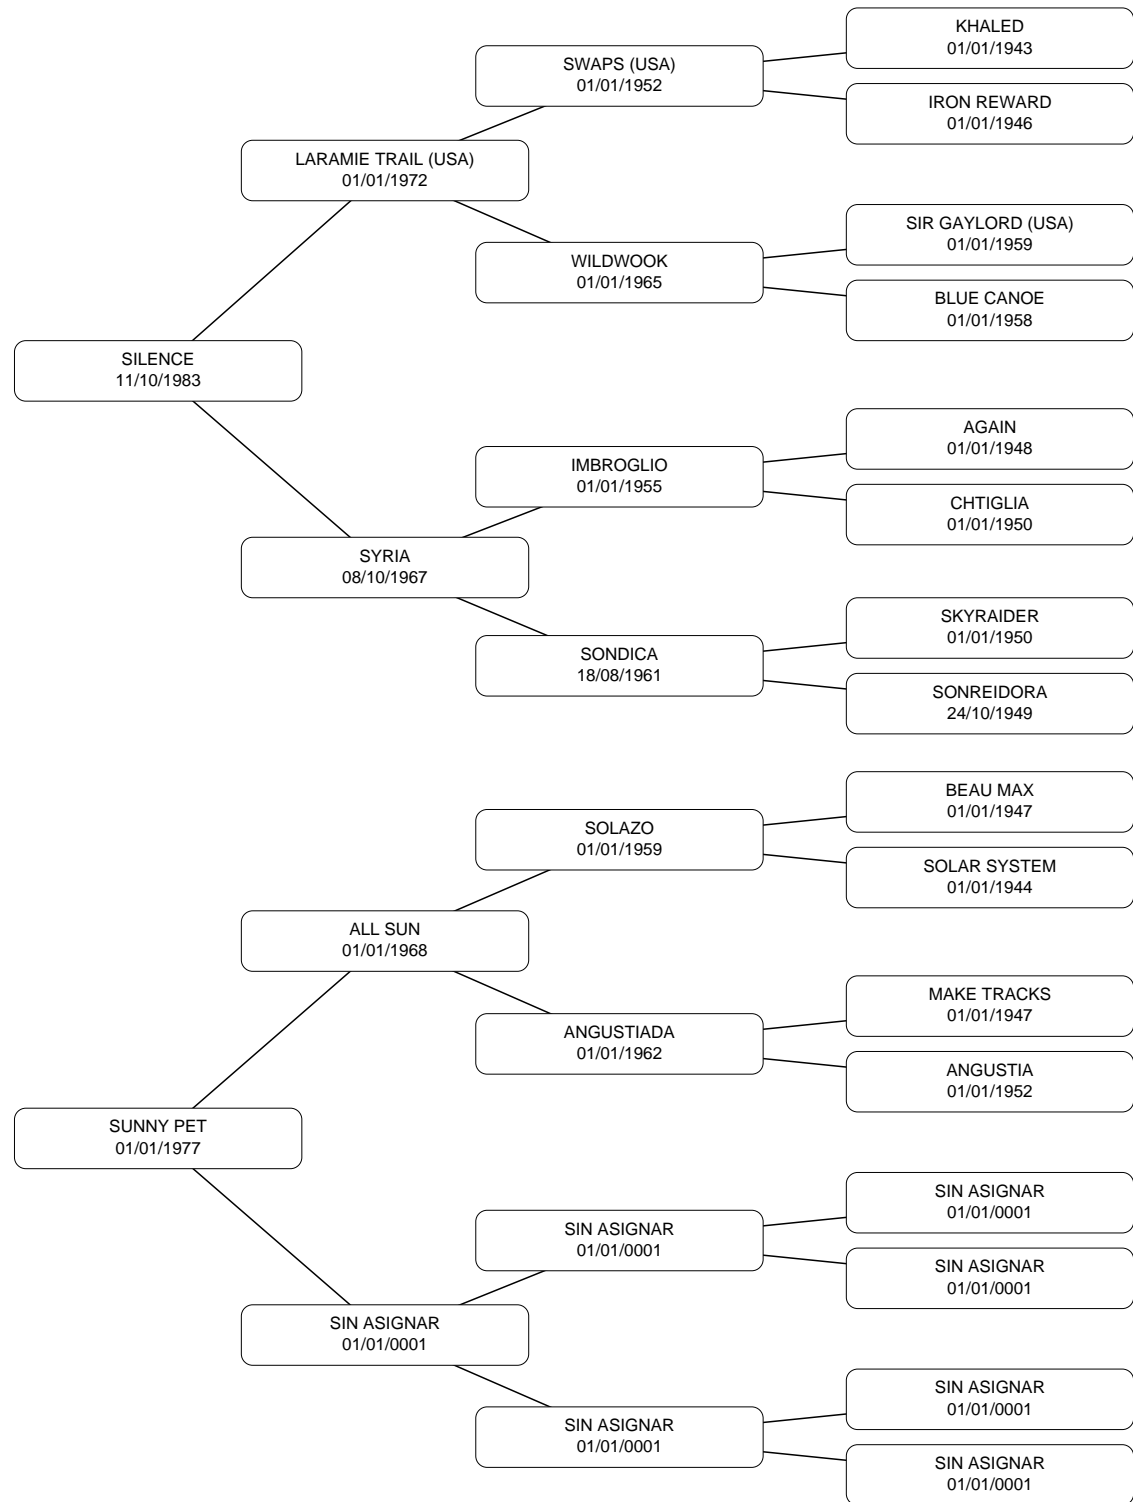 KHALED
01/01/1943
SWAPS (USA)
01/01/1952
IRON REWARD
01/01/1946
LARAMIE TRAIL (USA)
01/01/1972
SIR GAYLORD (USA)
01/01/1959
WILDWOOK
01/01/1965
BLUE CANOE
01/01/1958
SILENCE
11/10/1983
AGAIN
01/01/1948
IMBROGLIO
01/01/1955
CHTIGLIA
01/01/1950
SYRIA
08/10/1967
SKYRAIDER
01/01/1950
SONDICA
18/08/1961
SONREIDORA
24/10/1949
BEAU MAX
01/01/1947
SOLAZO
01/01/1959
SOLAR SYSTEM
01/01/1944
ALL SUN
01/01/1968
MAKE TRACKS
01/01/1947
ANGUSTIADA
01/01/1962
ANGUSTIA
01/01/1952
SUNNY PET
01/01/1977
SIN ASIGNAR
01/01/0001
SIN ASIGNAR
01/01/0001
SIN ASIGNAR
01/01/0001
SIN ASIGNAR
01/01/0001
SIN ASIGNAR
01/01/0001
SIN ASIGNAR
01/01/0001
SIN ASIGNAR
01/01/0001